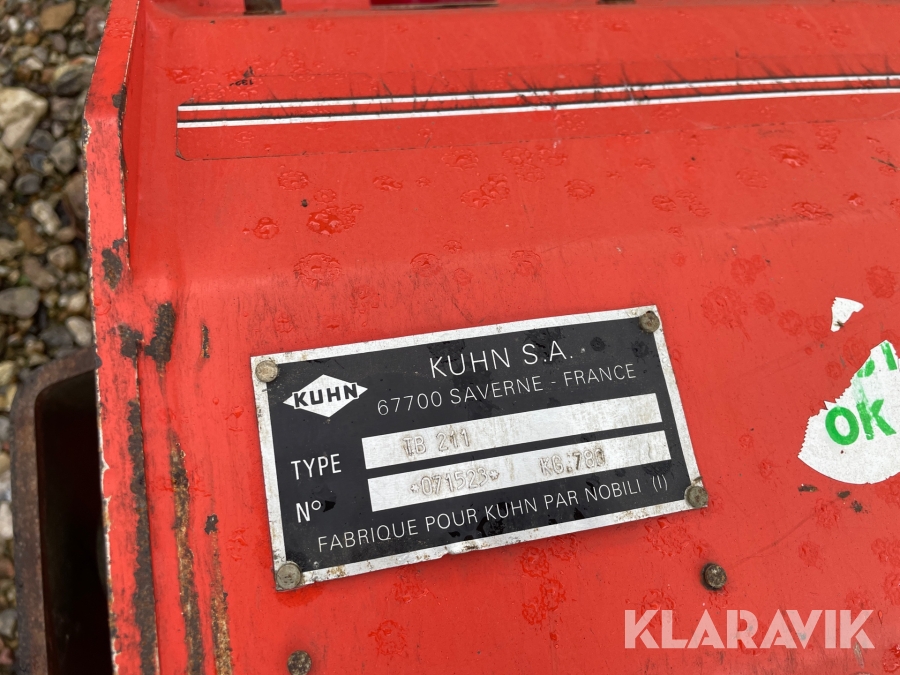 KUHN S.A.
KUHN
67700 SAVERNE - FRANCE
TYPE TB 211
N° *071523* KG.780
FABRIQUE POUR KUHN PAR NOBILI (I)
OK
KLARAVIK